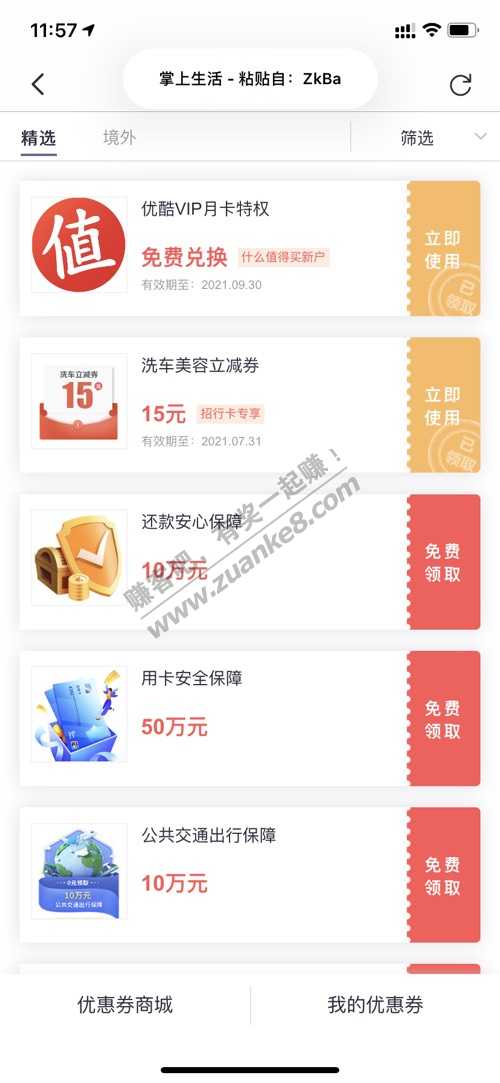 11:57
掌上生活 - 粘贴自：ZkBa
精选
境外
筛选
值
优酷VIP月卡特权
免费兑换 什么值得买新户
有效期至：2021.09.30
立即
使用
已
领取
洗车立减券
15元
洗车美容立减券
15元 招行卡专享
有效期至：2021.07.31
立即
使用
已
领取
还款安心保障
10万元
免费
领取
赚客吧，有奖一起赚！
www.zuanke8.com
用卡安全保障
50万元
免费
领取
0元领取
10万元
公共交通出行保障
公共交通出行保障
10万元
免费
领取
优惠券商城
我的优惠券